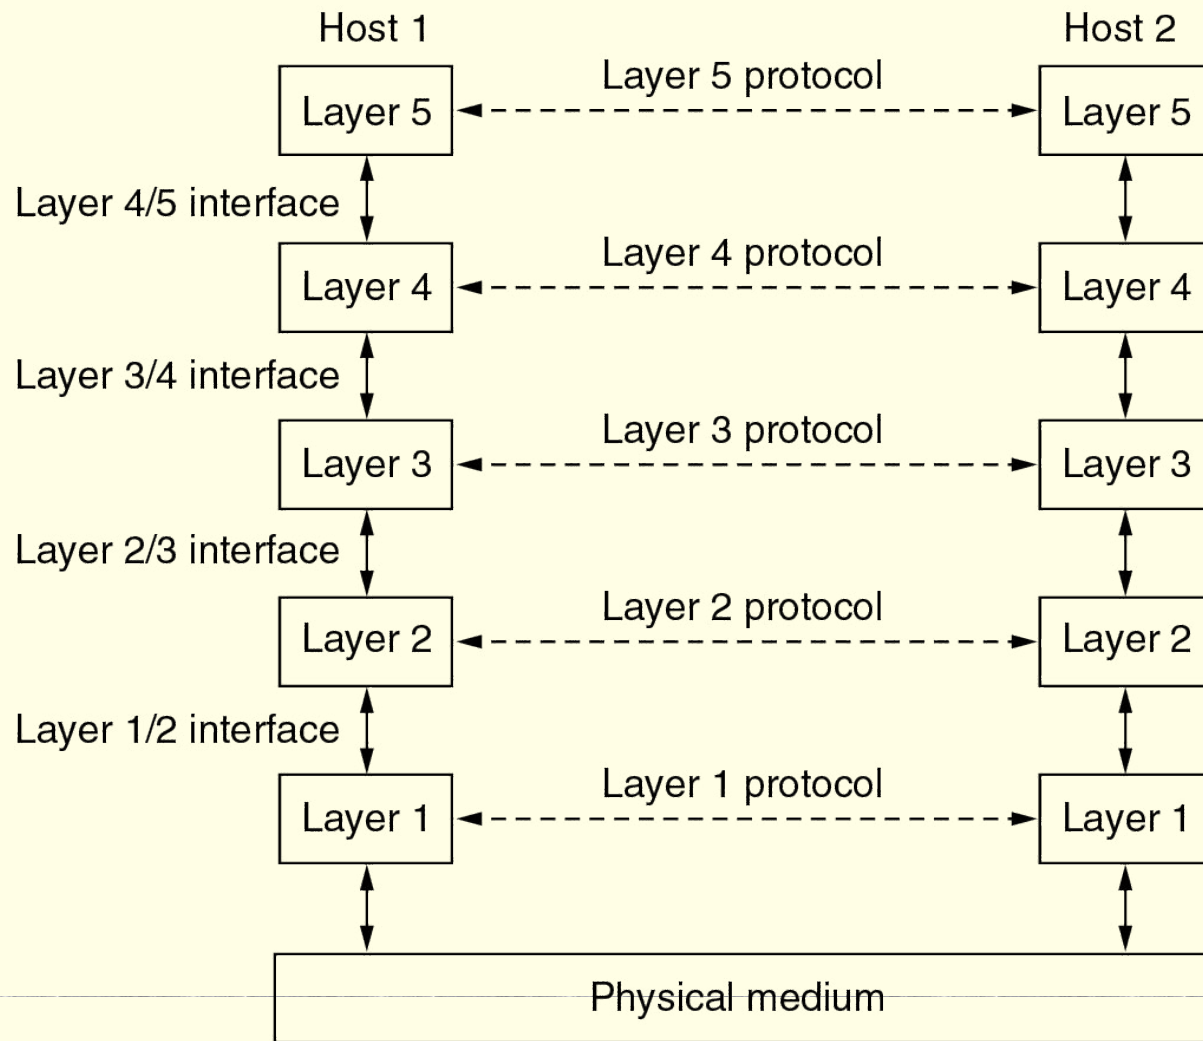 Host 1
Host 2
Layer 5 protocol
Layer 5
Layer 5
Layer 4/5 interface
Layer 4 protocol
Layer 4
Layer 4
Layer 3/4 interface
Layer 3 protocol
Layer 3
Layer 3
Layer 2/3 interface
Layer 2 protocol
Layer 2
Layer 2
Layer 1/2 interface
Layer 1 protocol
Layer 1
Layer 1
Physical medium